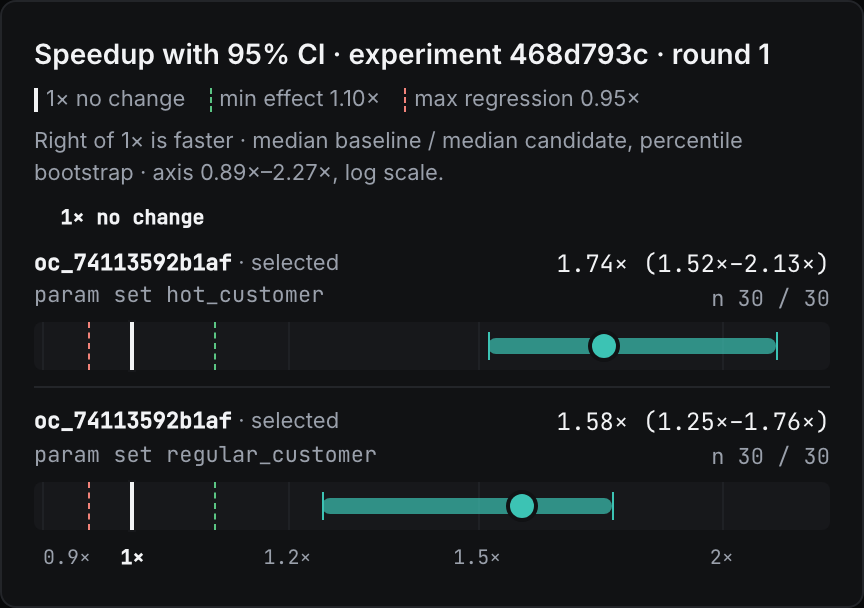 Speedup with 95% CI · experiment 468d793c · round 1
1× no change   min effect 1.10×   max regression 0.95×
Right of 1× is faster · median baseline / median candidate, percentile
bootstrap · axis 0.89×–2.27×, log scale.
1× no change
oc_74113592b1af · selected   1.74× (1.52×–2.13×)
param set hot_customer   n 30 / 30
oc_74113592b1af · selected   1.58× (1.25×–1.76×)
param set regular_customer   n 30 / 30
0.9×   1×   1.2×   1.5×   2×